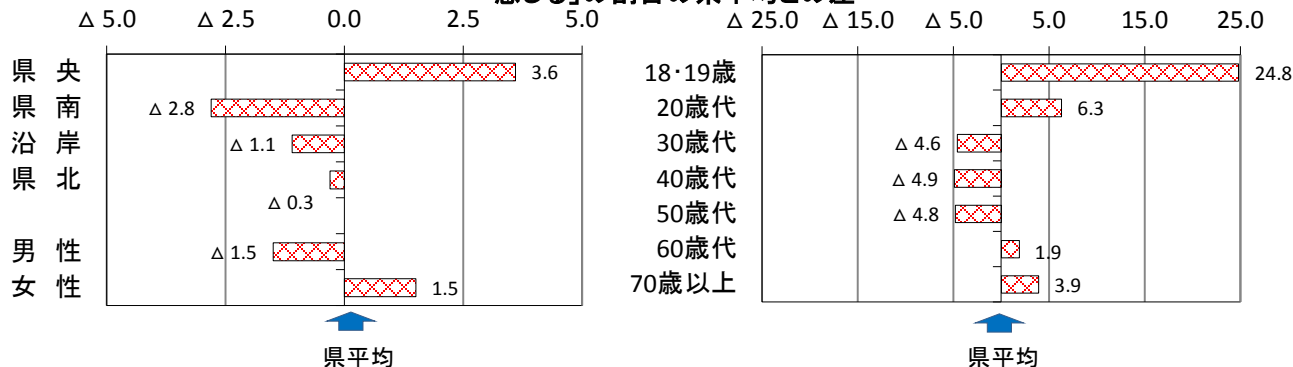 △ 5.0 △ 2.5 0.0 2.5 5.0
県 央 3.6
県 南 △ 2.8
沿 岸 △ 1.1
県 北 △ 0.3
男 性 △ 1.5
女 性 1.5
県平均
△ 25.0 △ 15.0 △ 5.0 5.0 15.0 25.0
18・19歳 24.8
20歳代 6.3
30歳代 △ 4.6
40歳代 △ 4.9
50歳代 △ 4.8
60歳代 1.9
70歳以上 3.9
県平均